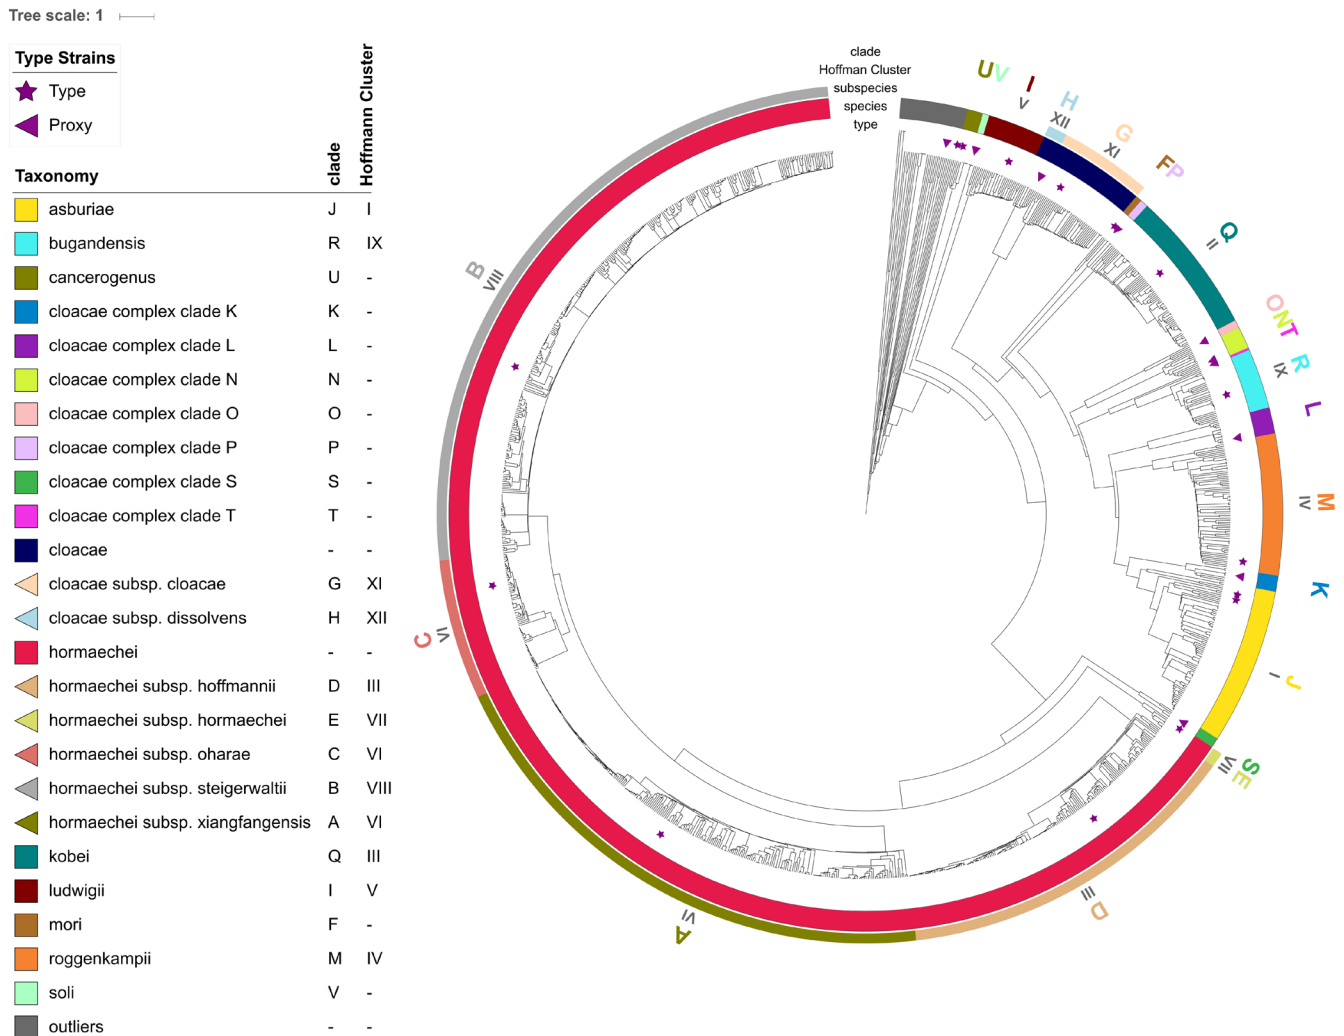 Tree scale: 1
Type Strains
Type
Proxy
Taxonomy clade Hoffmann Cluster
asburiae J I
bugandensis R IX
cancerogenus U -
cloacae complex clade K K -
cloacae complex clade L L -
cloacae complex clade N N -
cloacae complex clade O O -
cloacae complex clade P P -
cloacae complex clade S S -
cloacae complex clade T T -
cloacae - -
cloacae subsp. cloacae G XI
cloacae subsp. dissolvens H XII
hormaechei - -
hormaechei subsp. hoffmannii D III
hormaechei subsp. hormaechei E VII
hormaechei subsp. oharae C VI
hormaechei subsp. steigerwaltii B VIII
hormaechei subsp. xiangfangensis A VI
kobei Q III
ludwigii I V
mori F -
roggenkampii M IV
soli V -
outliers - -
clade
Hoffman Cluster
subspecies
species
type
U
V
I
V
H
XII
G
XI
F
P
Q
II
O
N
T
R
IX
L
M
IV
K
J
I
S
E
VII
D
III
A
VI
C
VI
B
VIII